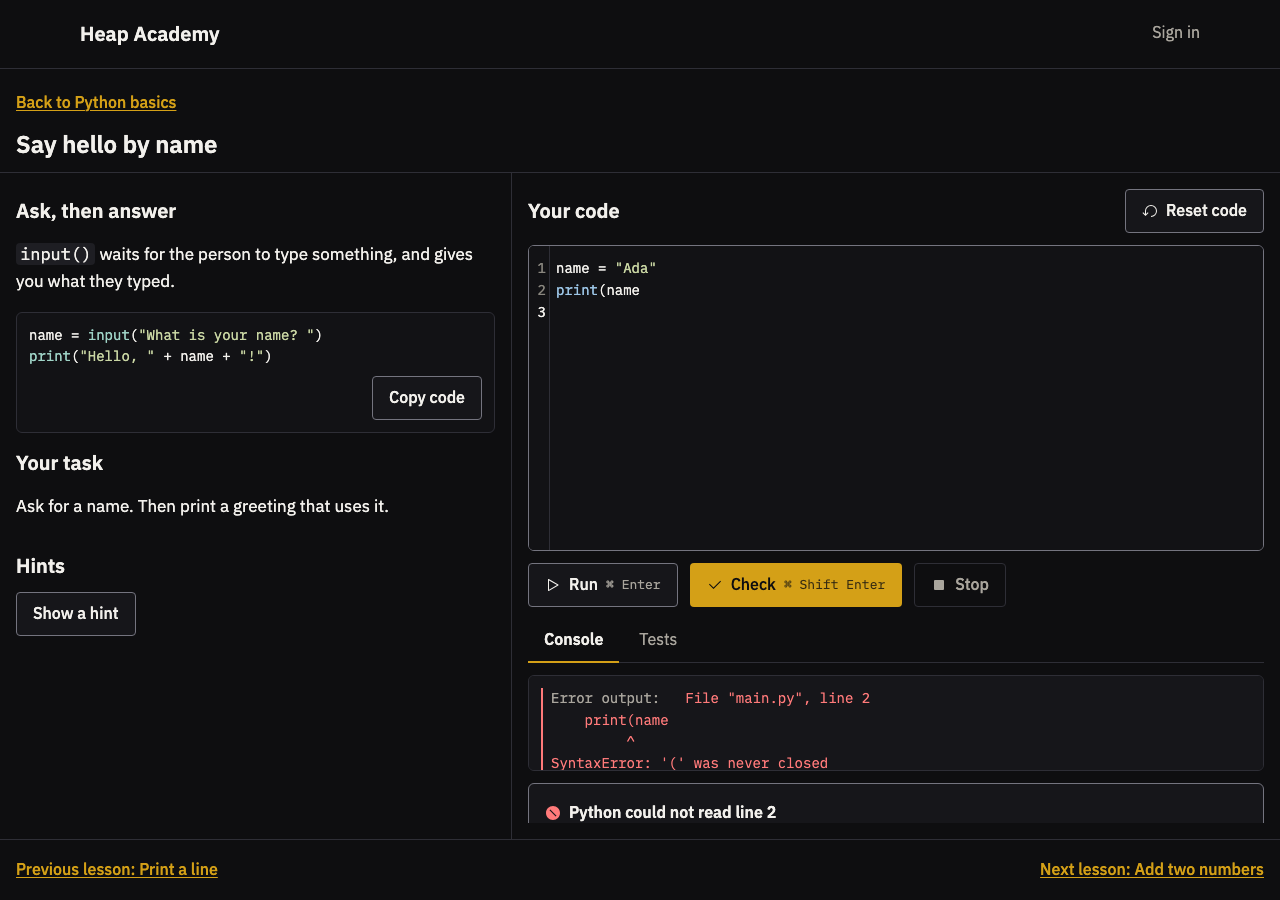 Heap Academy
Sign in
Back to Python basics
Say hello by name
Ask, then answer
input() waits for the person to type something, and gives
you what they typed.
name = input("What is your name? ")
print("Hello, " + name + "!")
Copy code
Your task
Ask for a name. Then print a greeting that uses it.
Hints
Show a hint
Your code
Reset code
1 name = "Ada"
2 print(name
3
Run ⌘ Enter
Check ⌘ Shift Enter
Stop
Console
Tests
Error output:   File "main.py", line 2
    print(name
         ^
SyntaxError: '(' was never closed
Python could not read line 2
Previous lesson: Print a line
Next lesson: Add two numbers